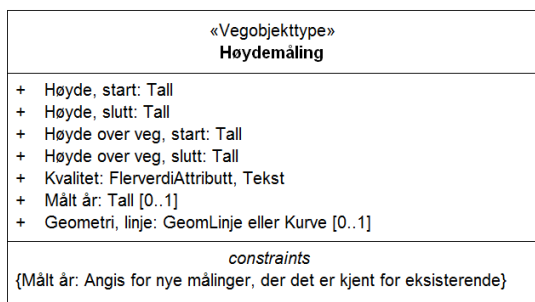 «Vegobjekttype»
Høydemåling
+ Høyde, start: Tall
+ Høyde, slutt: Tall
+ Høyde over veg, start: Tall
+ Høyde over veg, slutt: Tall
+ Kvalitet: FlerverdiAttributt, Tekst
+ Målt år: Tall [0..1]
+ Geometri, linje: GeomLinje eller Kurve [0..1]
constraints
{Målt år: Angis for nye målinger, der det er kjent for eksisterende}